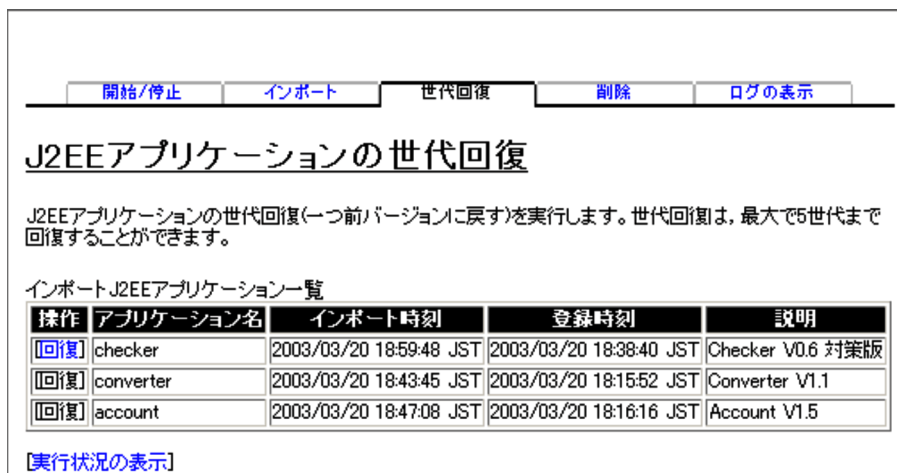 開始/停止 インポート 世代回復 削除 ログの表示
J2EEアプリケーションの世代回復
J2EEアプリケーションの世代回復(一つ前バージョンに戻す)を実行します。世代回復は，最大で5世代まで
回復することができます。
インポートJ2EEアプリケーション一覧
操作 アプリケーション名 インポート時刻 登録時刻 説明
[回復] checker 2003/03/20 18:59:48 JST 2003/03/20 18:38:40 JST Checker V0.6 対策版
[回復] converter 2003/03/20 18:43:45 JST 2003/03/20 18:15:52 JST Converter V1.1
[回復] account 2003/03/20 18:47:08 JST 2003/03/20 18:16:16 JST Account V1.5
[実行状況の表示]